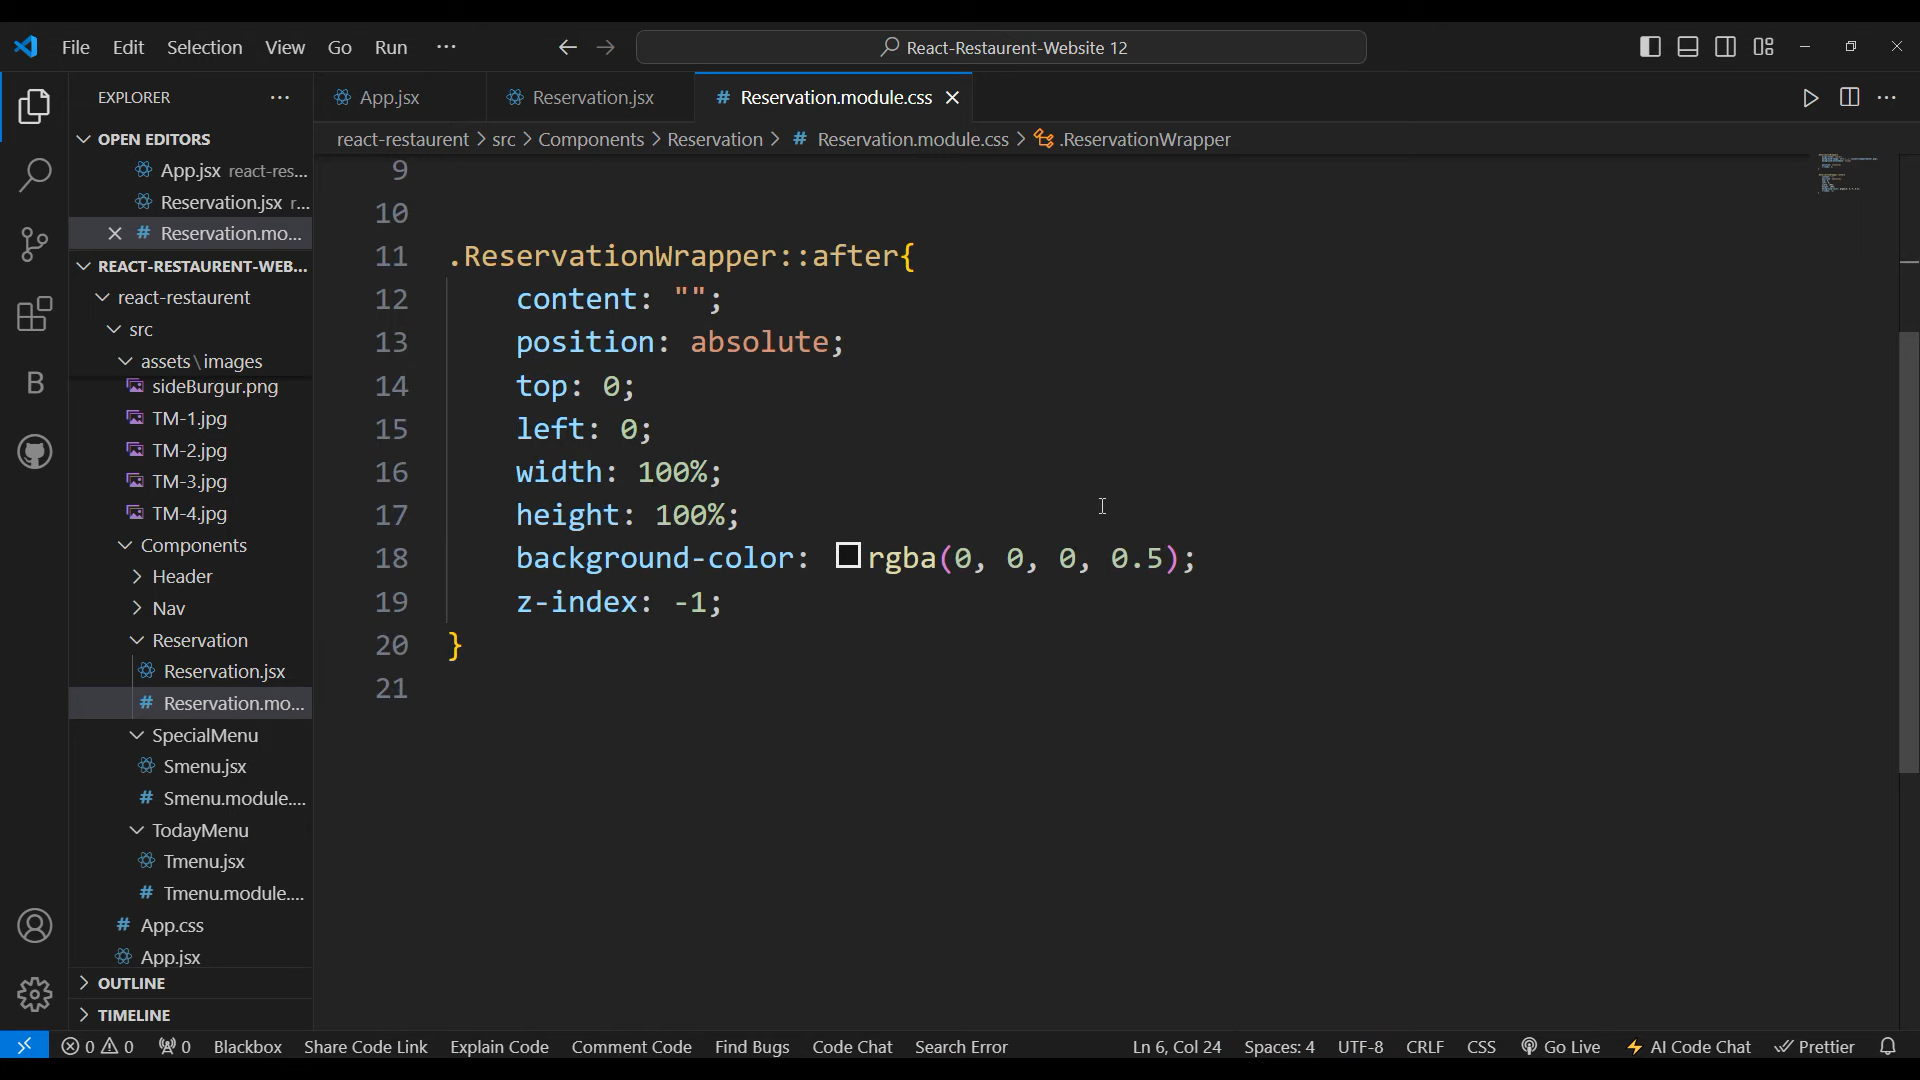 File Edit Selection View Go Run ···
React-Restaurent-Website 12
EXPLORER ···
App.jsx
Reservation.jsx
# Reservation.module.css
OPEN EDITORS
react-restaurent > src > Components > Reservation > # Reservation.module.css > .ReservationWrapper
App.jsx react-res...
Reservation.jsx r...
# Reservation.mo...
REACT-RESTAURENT-WEB...
react-restaurent
src
assets\images
sideBurgur.png
TM-1.jpg
TM-2.jpg
TM-3.jpg
TM-4.jpg
Components
Header
Nav
Reservation
Reservation.jsx
# Reservation.mo...
SpecialMenu
Smenu.jsx
# Smenu.module....
TodayMenu
Tmenu.jsx
# Tmenu.module....
# App.css
App.jsx
OUTLINE
TIMELINE
9
10
11 .ReservationWrapper::after{
12 content: "";
13 position: absolute;
14 top: 0;
15 left: 0;
16 width: 100%;
17 height: 100%;
18 background-color: rgba(0, 0, 0, 0.5);
19 z-index: -1;
20 }
21
0 0 0 Blackbox Share Code Link Explain Code Comment Code Find Bugs Code Chat Search Error Ln 6, Col 24 Spaces: 4 UTF-8 CRLF CSS Go Live AI Code Chat Prettier